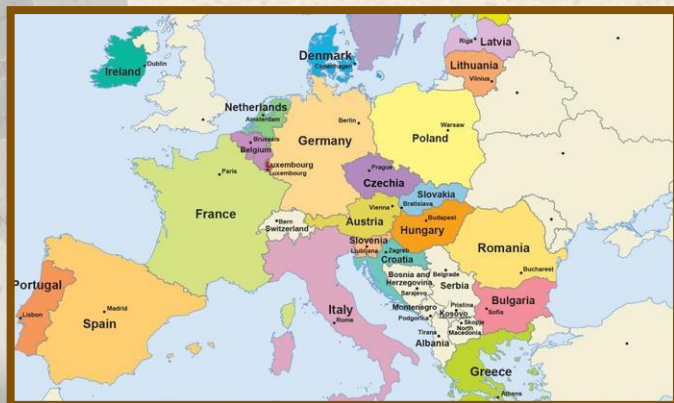 Riga
Latvia
Denmark
Copenhagen
Lithuania
Vilnius
Dublin
Ireland
Netherlands
Amsterdam
Berlin
Warsaw
Poland
Germany
Brussels
Belgium
Luxembourg
Luxembourg
Prague
Czechia
Paris
Slovakia
Bratislava
Vienna
Austria
Budapest
Hungary
France
Bern
Switzerland
Slovenia
Ljubljana
Zagreb
Croatia
Romania
Bosnia and
Herzegovina
Belgrade
Bucharest
Sarajevo
Serbia
Portugal
Montenegro
Pristina
Kosovo
Bulgaria
Sofia
Madrid
Lisbon
Spain
Italy
Rome
Podgorica
Skopje
North
Macedonia
Tirana
Albania
Greece
Athens